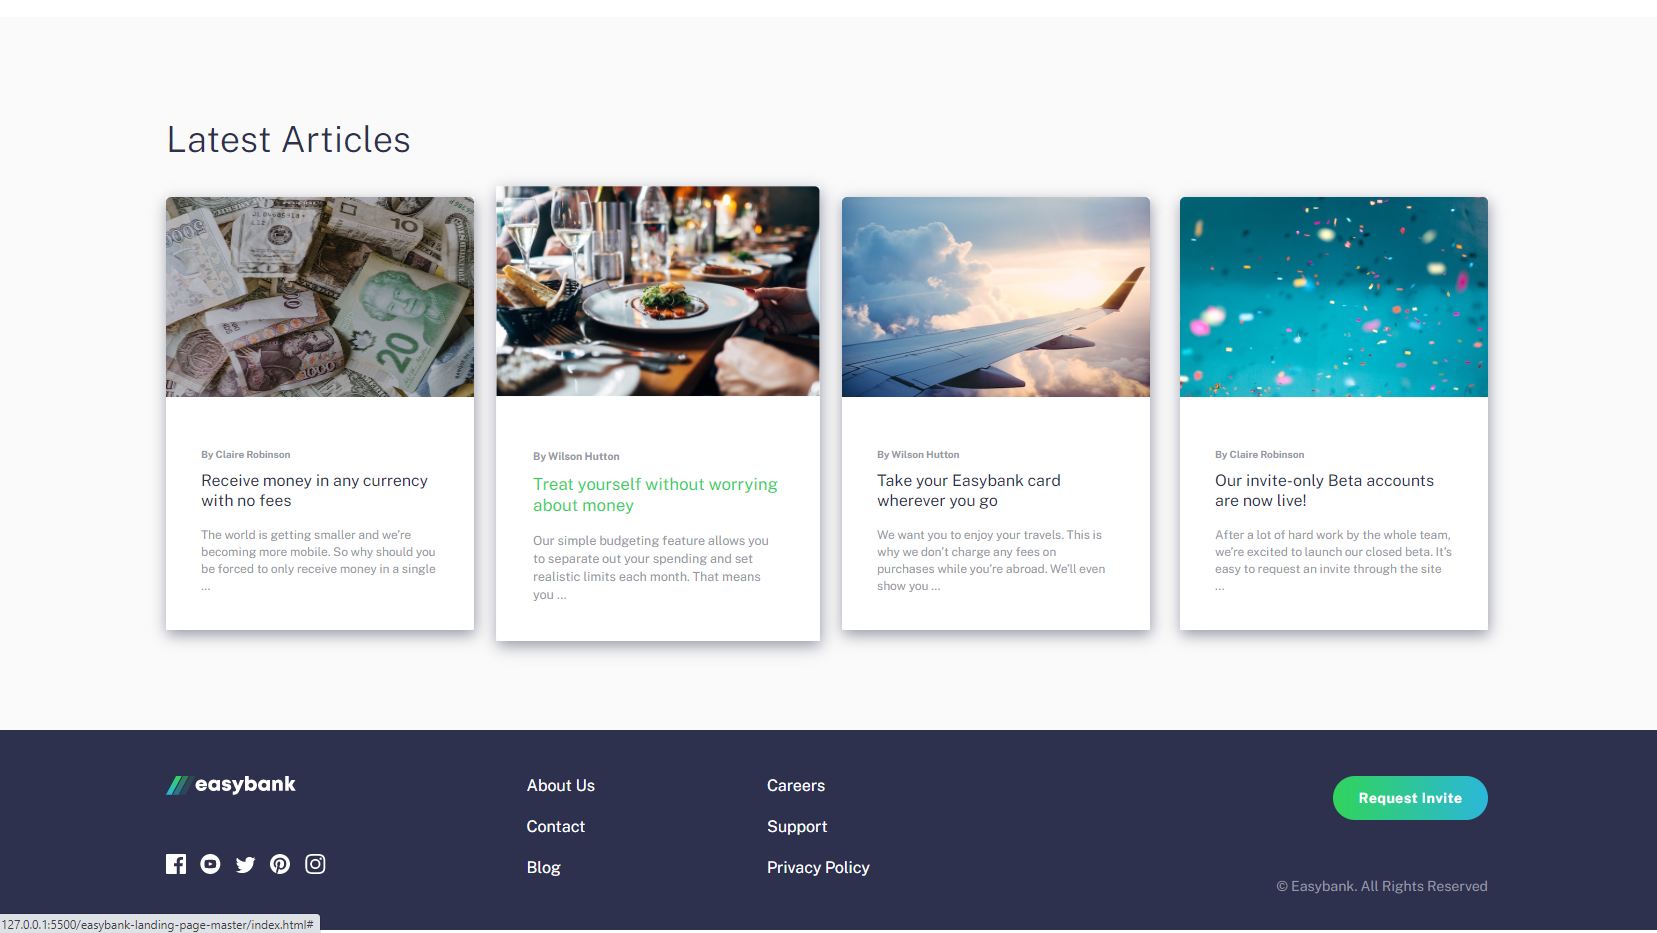 Latest Articles
By Claire Robinson
Receive money in any currency
with no fees
The world is getting smaller and we're
becoming more mobile. So why should you
be forced to only receive money in a single
...
By Wilson Hutton
Treat yourself without worrying
about money
Our simple budgeting feature allows you
to separate out your spending and set
realistic limits each month. That means
you ...
By Wilson Hutton
Take your Easybank card
wherever you go
We want you to enjoy your travels. This is
why we don't charge any fees on
purchases while you're abroad. We'll even
show you ...
By Claire Robinson
Our invite-only Beta accounts
are now live!
After a lot of hard work by the whole team,
we're excited to launch our closed beta. It's
easy to request an invite through the site
...
easybank
About Us
Contact
Blog
Careers
Support
Privacy Policy
Request Invite
© Easybank. All Rights Reserved
127.0.0.1:5500/easybank-landing-page-master/index.html#